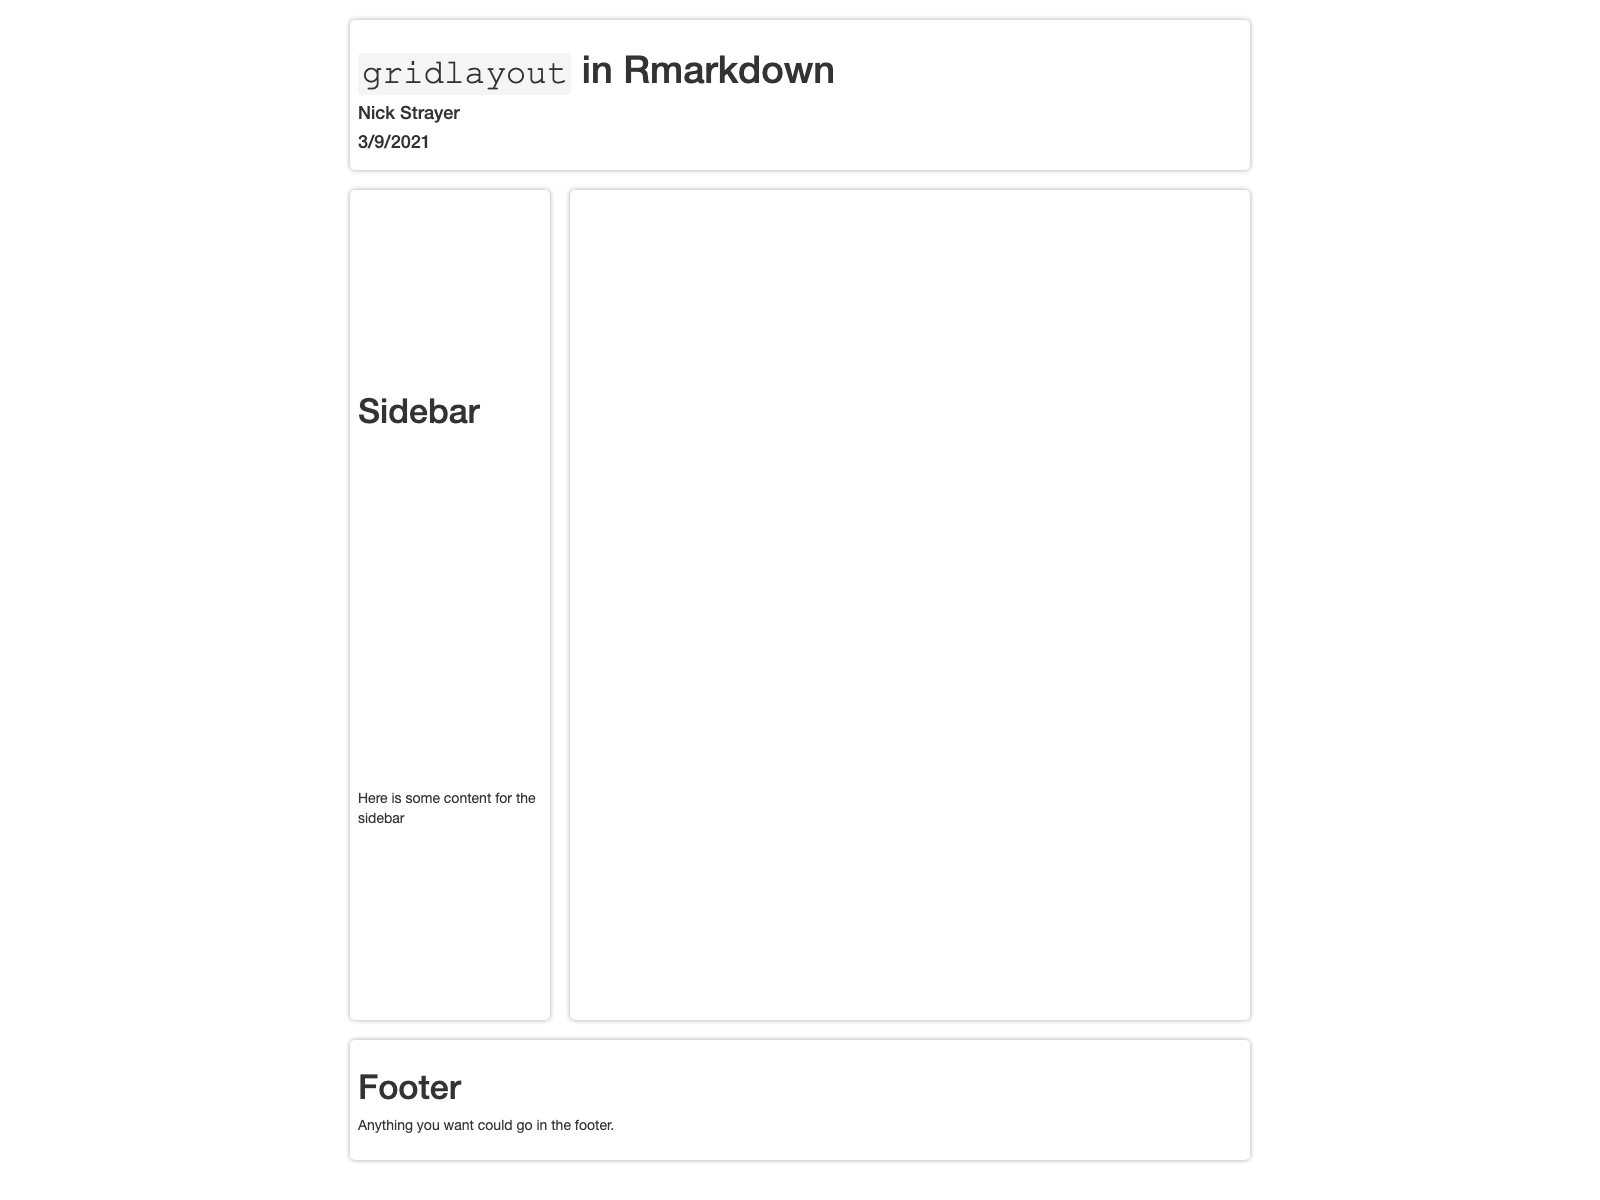 gridlayout in Rmarkdown
Nick Strayer
3/9/2021
Sidebar
Here is some content for the
sidebar
Footer
Anything you want could go in the footer.